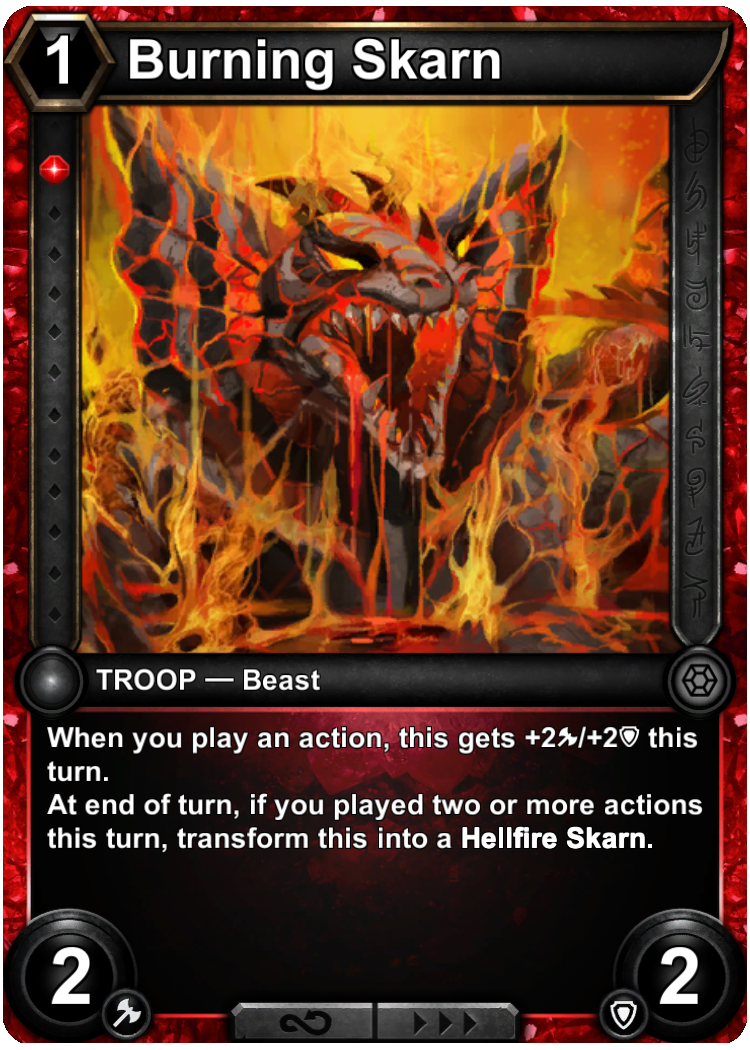 1
Burning Skarn
TROOP — Beast
When you play an action, this gets +2/+2 this
turn.
At end of turn, if you played two or more actions
this turn, transform this into a Hellfire Skarn.
2
2